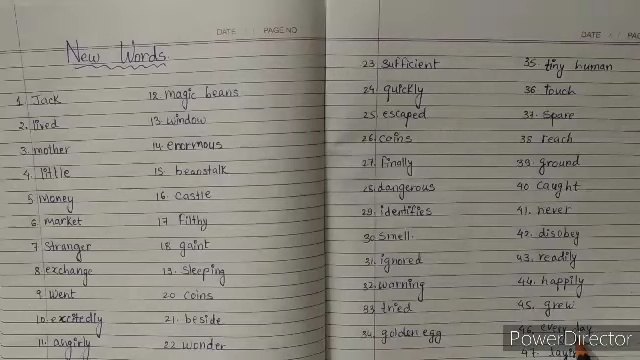 DATE PAGE NO
New Words
1. Jack
2. lived
3. mother
4. little
5 money
6 market
7 Stranger
8 exchange
9 went
10. excitedly
11. angirly
12 magic beans
13. window
14. enormous
15. beanstalk
16. castle
17 Filthy
18 gaint
13. sleeping
20 coins
21. beside
22 wonder
DATE PAG
23 sufficient
24 quickly
25 escaped
26 coins
27. finally
28. dangerous
29. identifies
30 smell.
31. ignored
32. warning
33 tried
34. golden egg
35 tiny human
36 touch
37. spare
38 reach
39. ground
40 caught
41. never
42. disobey
43. readily
44. happily
45. grew
46. every day
47.
PowerDirector